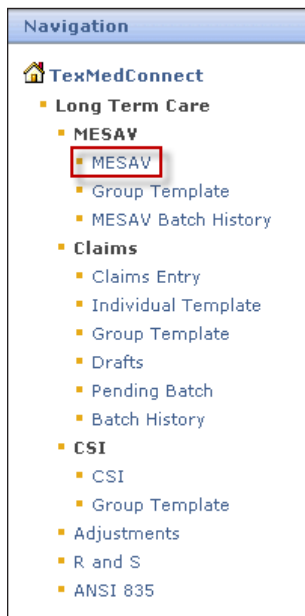 Navigation
TexMedConnect
Long Term Care
MESAV
MESAV
Group Template
MESAV Batch History
Claims
Claims Entry
Individual Template
Group Template
Drafts
Pending Batch
Batch History
CSI
CSI
Group Template
Adjustments
R and S
ANSI 835